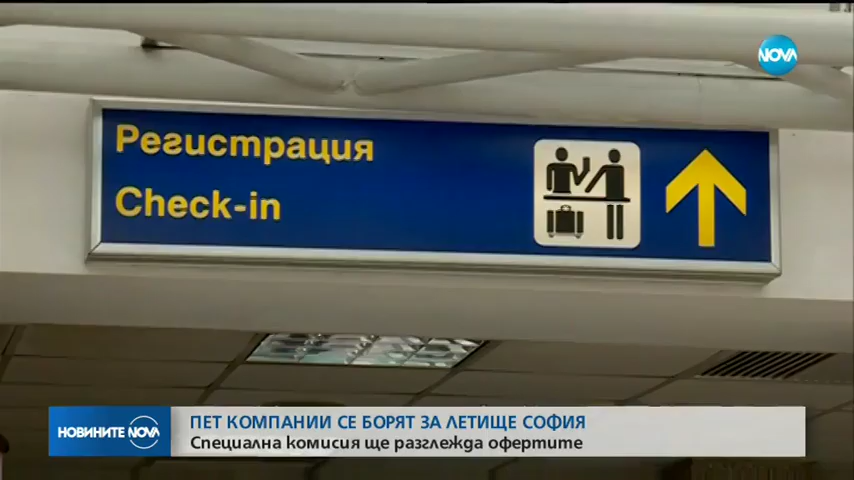 NOVA
Регистрация
Check-in
ПЕТ КОМПАНИИ СЕ БОРЯТ ЗА ЛЕТИЩЕ СОФИЯ
НОВИНИТЕ NOVA
Специална комисия ще разглежда офертите